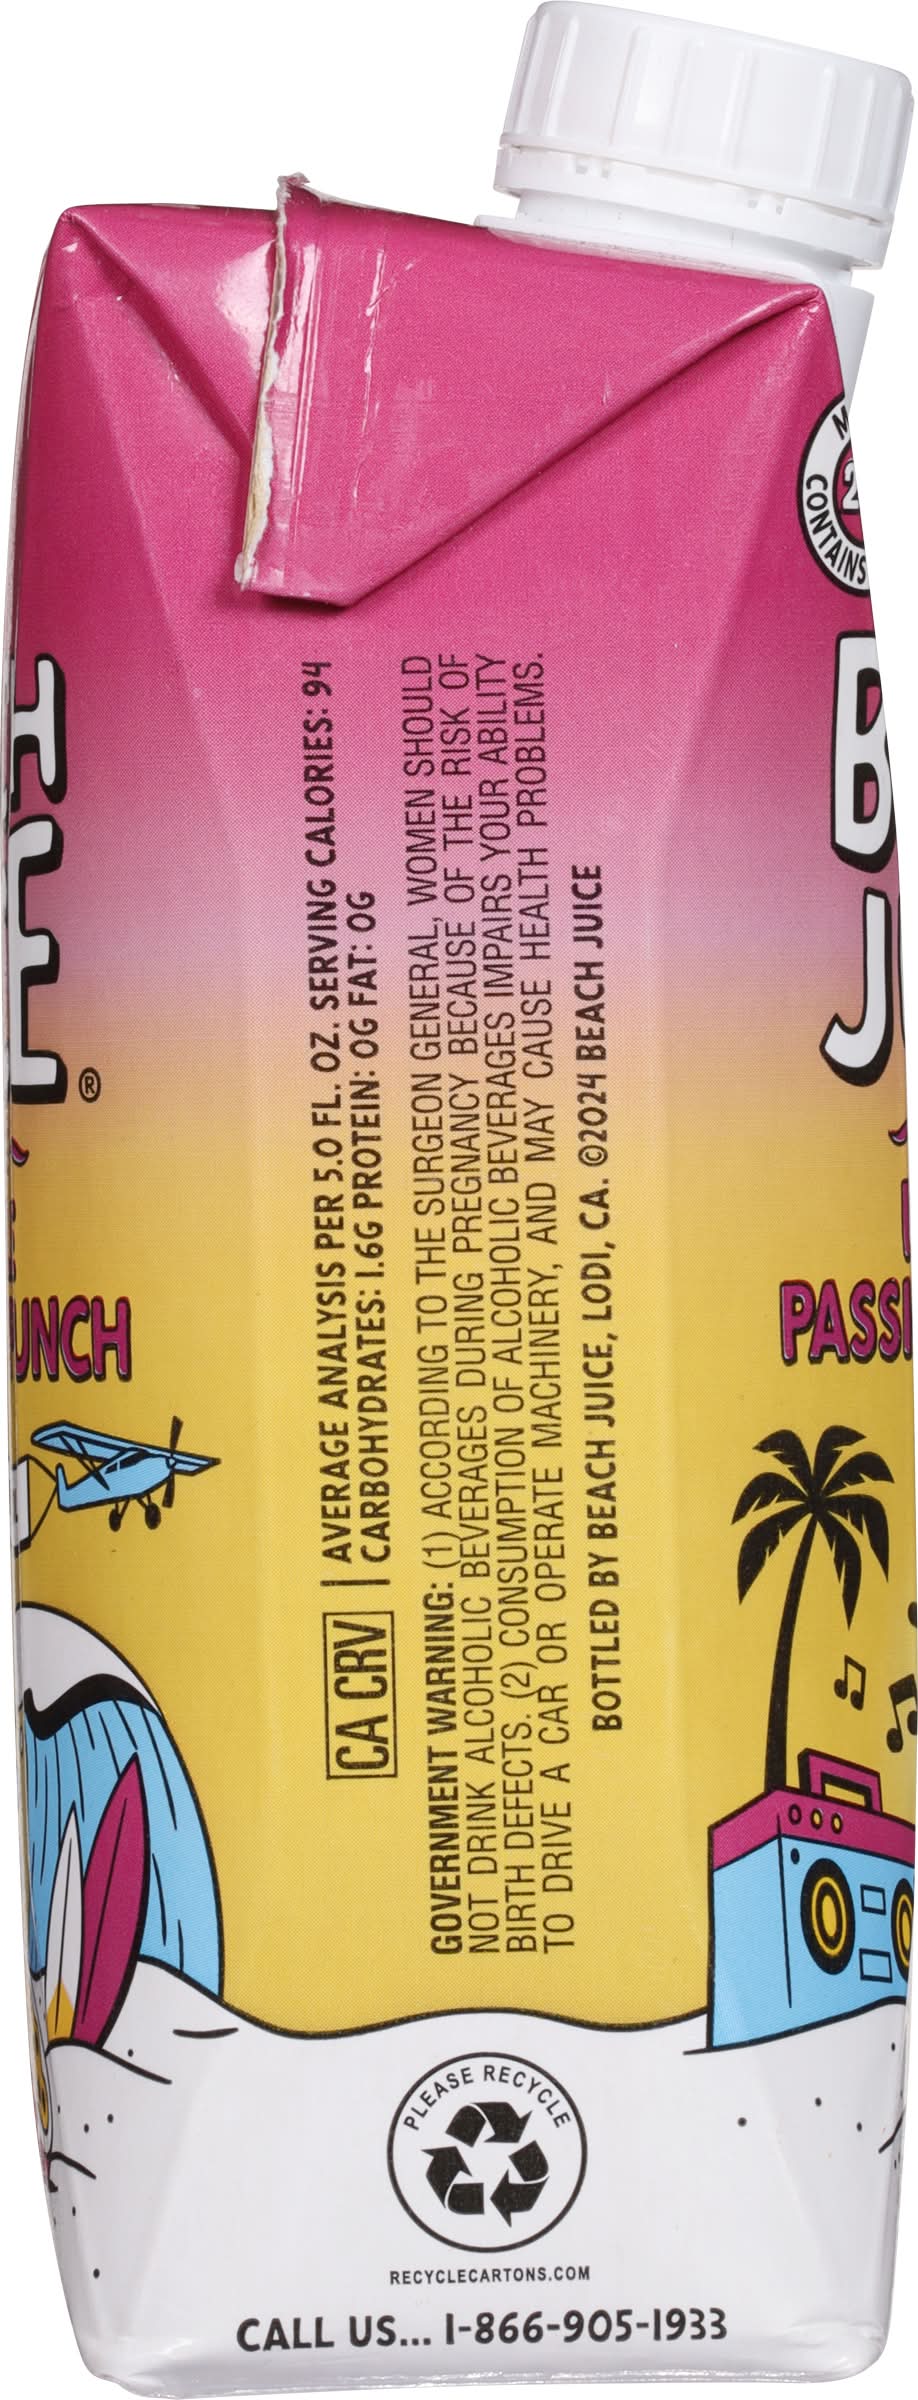 CA CRV
AVERAGE ANALYSIS PER 5.0 FL. OZ. SERVING CALORIES: 94
CARBOHYDRATES: 1.6G PROTEIN: 0G FAT: 0G
GOVERNMENT WARNING: (1) ACCORDING TO THE SURGEON GENERAL, WOMEN SHOULD
NOT DRINK ALCOHOLIC BEVERAGES DURING PREGNANCY BECAUSE OF THE RISK OF
BIRTH DEFECTS. (2) CONSUMPTION OF ALCOHOLIC BEVERAGES IMPAIRS YOUR ABILITY
TO DRIVE A CAR OR OPERATE MACHINERY, AND MAY CAUSE HEALTH PROBLEMS.
BOTTLED BY BEACH JUICE, LODI, CA. ©2024 BEACH JUICE
CONTAINS
PLEASE RECYCLE
RECYCLECARTONS.COM
CALL US... 1-866-905-1933